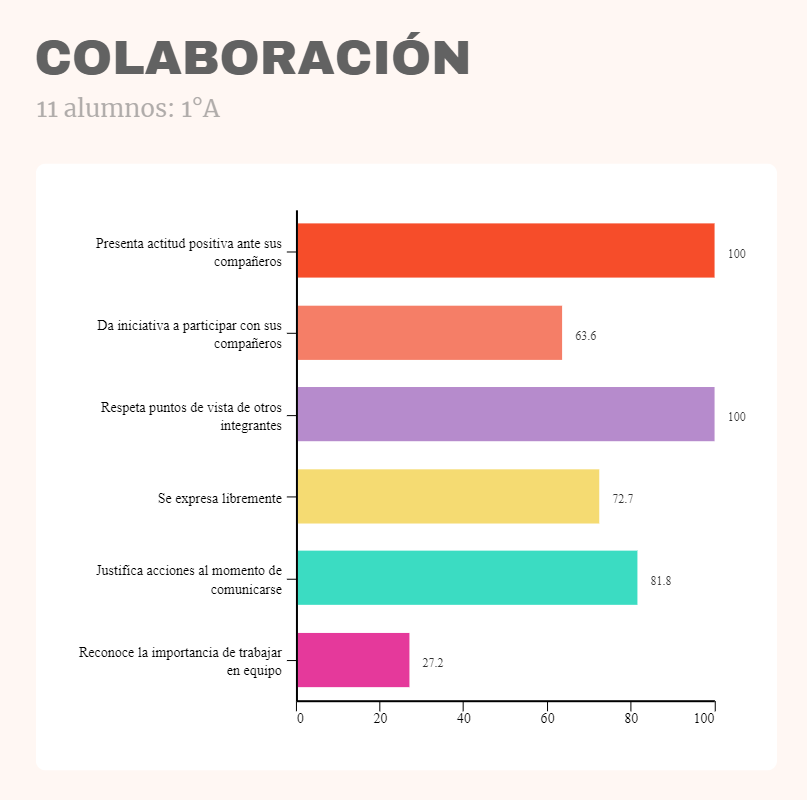 COLABORACIÓN
11 alumnos: 1°A
Presenta actitud positiva ante sus
compañeros
100
Da iniciativa a participar con sus
compañeros
63.6
Respeta puntos de vista de otros
integrantes
100
Se expresa libremente
72.7
Justifica acciones al momento de
comunicarse
81.8
Reconoce la importancia de trabajar
en equipo
27.2
0 20 40 60 80 100